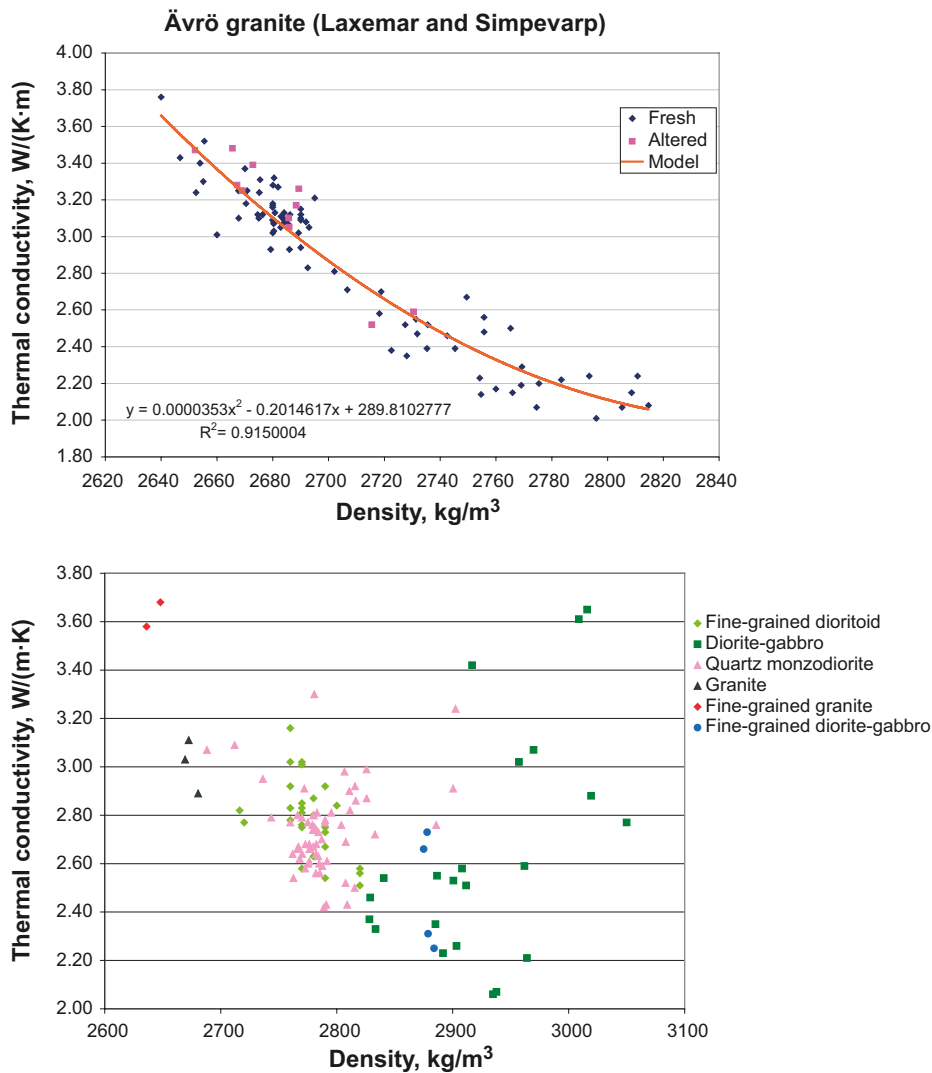 Ävrö granite (Laxemar and Simpevarp)
4.00
3.80
3.60
3.40
3.20
3.00
2.80
2.60
2.40
2.20
2.00
1.80
Thermal conductivity, W/(K·m)
Fresh
Altered
Model
y = 0.0000353x² - 0.2014617x + 289.8102777
R²= 0.9150004
2620 2640 2660 2680 2700 2720 2740 2760 2780 2800 2820 2840
Density, kg/m³
3.80
3.60
3.40
3.20
3.00
2.80
2.60
2.40
2.20
2.00
Thermal conductivity, W/(m·K)
Fine-grained dioritoid
Diorite-gabbro
Quartz monzodiorite
Granite
Fine-grained granite
Fine-grained diorite-gabbro
2600 2700 2800 2900 3000 3100
Density, kg/m³